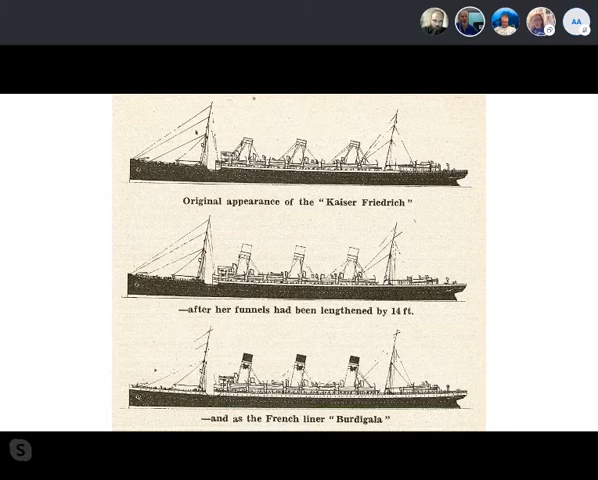 AA
Original appearance of the "Kaiser Friedrich"
—after her funnels had been lengthened by 14 ft.
—and as the French liner "Burdigala"